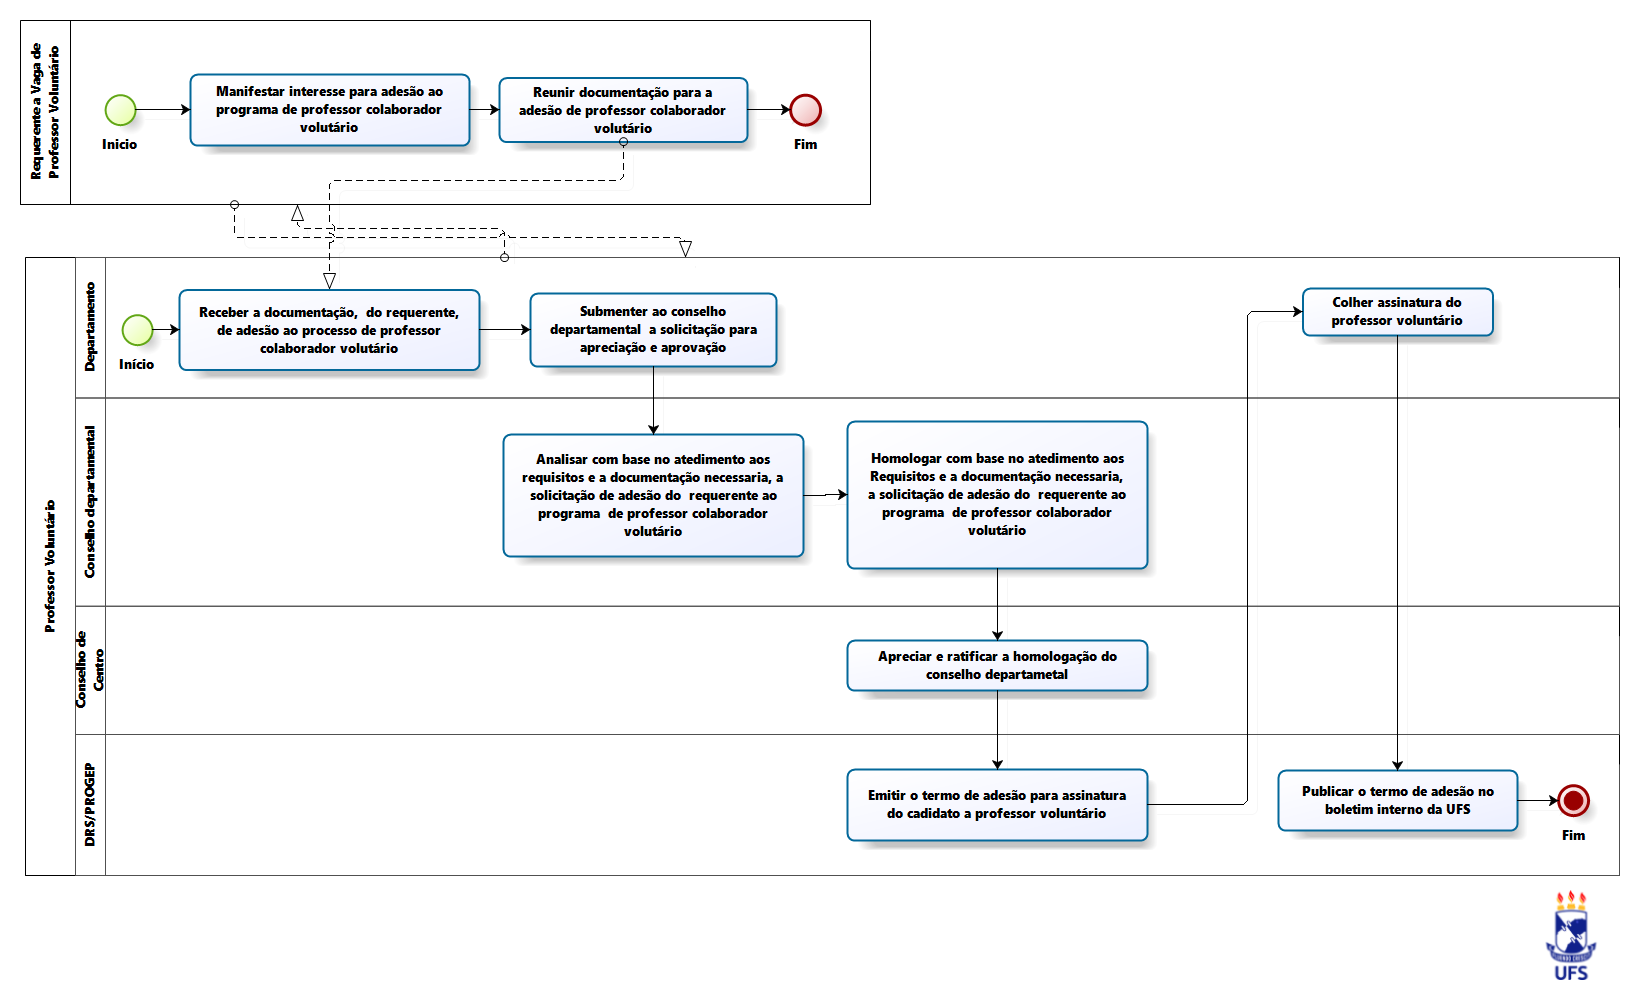 Requerente a Vaga de
Professor Voluntário
Inicio
Manifestar interesse para adesão ao
programa de professor colaborador
volutário
Reunir documentação para a
adesão de professor colaborador
volutário
Fim
Professor Voluntário
Departamento
Início
Receber a documentação, do requerente,
de adesão ao processo de professor
colaborador volutário
Submenter ao conselho
departamental a solicitação para
apreciação e aprovação
Colher assinatura do
professor voluntário
Conselho departamental
Analisar com base no atedimento aos
requisitos e a documentação necessaria, a
solicitação de adesão do requerente ao
programa de professor colaborador
volutário
Homologar com base no atedimento aos
Requisitos e a documentação necessaria,
a solicitação de adesão do requerente ao
programa de professor colaborador
volutário
Conselho de
Centro
Apreciar e ratificar a homologação do
conselho departametal
DRS/PROGEP
Emitir o termo de adesão para assinatura
do cadidato a professor voluntário
Publicar o termo de adesão no
boletim interno da UFS
Fim
UFS